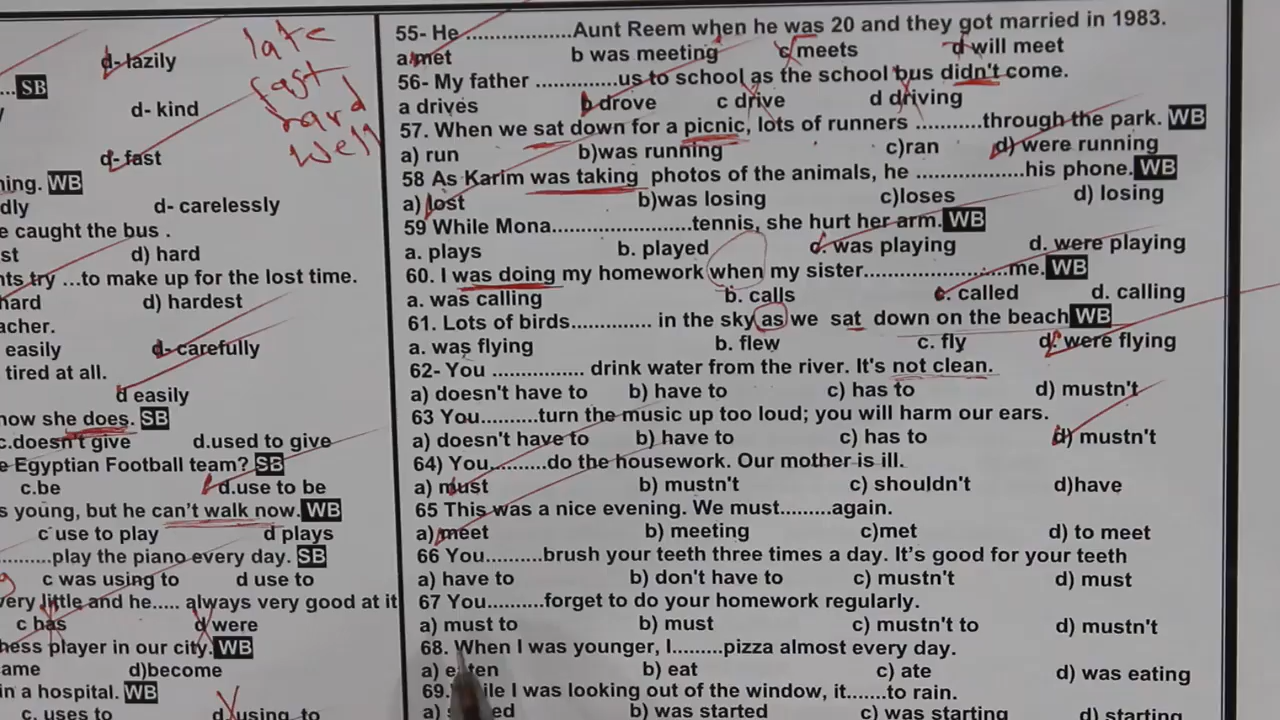 d- lazily
... SB
d- kind
d- fast
ning. WB
dly d- carelessly
e caught the bus .
st d) hard
nts try ...to make up for the lost time.
hard d) hardest
acher.
easily d- carefully
tired at all.
d easily
now she does. SB
c.doesn't give d.used to give
e Egyptian Football team? SB
c.be d.use to be
s young, but he can't walk now. WB
c use to play d plays
..........play the piano every day. SB
c was using to d use to
very little and he..... always very good at it
c has d were
hess player in our city. WB
ame d)become
in a hospital. WB
c. uses to d. using to
late
fast
hard
well
55- He .................Aunt Reem when he was 20 and they got married in 1983.
a met b was meeting c meets d will meet
56- My father .............us to school as the school bus didn't come.
a drives b drove c drive d driving
57. When we sat down for a picnic, lots of runners ...........through the park. WB
a) run b)was running c)ran d) were running
58 As Karim was taking photos of the animals, he ..................his phone. WB
a) lost b)was losing c)loses d) losing
59 While Mona.......................tennis, she hurt her arm. WB
a. plays b. played c. was playing d. were playing
60. I was doing my homework when my sister.........................me. WB
a. was calling b. calls c. called d. calling
61. Lots of birds............. in the sky as we sat down on the beach WB
a. was flying b. flew c. fly d. were flying
62- You ............... drink water from the river. It's not clean.
a) doesn't have to b) have to c) has to d) mustn't
63 You.........turn the music up too loud; you will harm our ears.
a) doesn't have to b) have to c) has to d) mustn't
64) You.........do the housework. Our mother is ill.
a) must b) mustn't c) shouldn't d)have
65 This was a nice evening. We must.........again.
a) meet b) meeting c)met d) to meet
66 You.........brush your teeth three times a day. It's good for your teeth
a) have to b) don't have to c) mustn't d) must
67 You.........forget to do your homework regularly.
a) must to b) must c) mustn't to d) mustn't
68. When I was younger, I........pizza almost every day.
a) eaten b) eat c) ate d) was eating
69. While I was looking out of the window, it.......to rain.
a) b) was started c) was starting d) starting